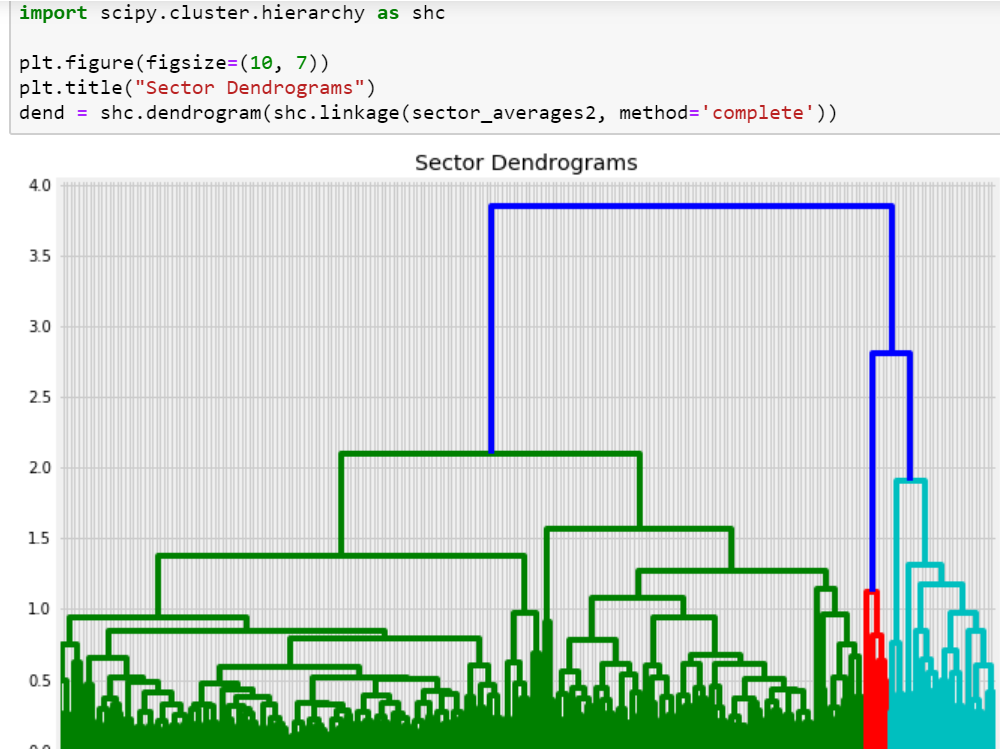 import scipy.cluster.hierarchy as shc
plt.figure(figsize=(10, 7))
plt.title("Sector Dendrograms")
dend = shc.dendrogram(shc.linkage(sector_averages2, method='complete'))
Sector Dendrograms
4.0
3.5
3.0
2.5
2.0
1.5
1.0
0.5
0.0